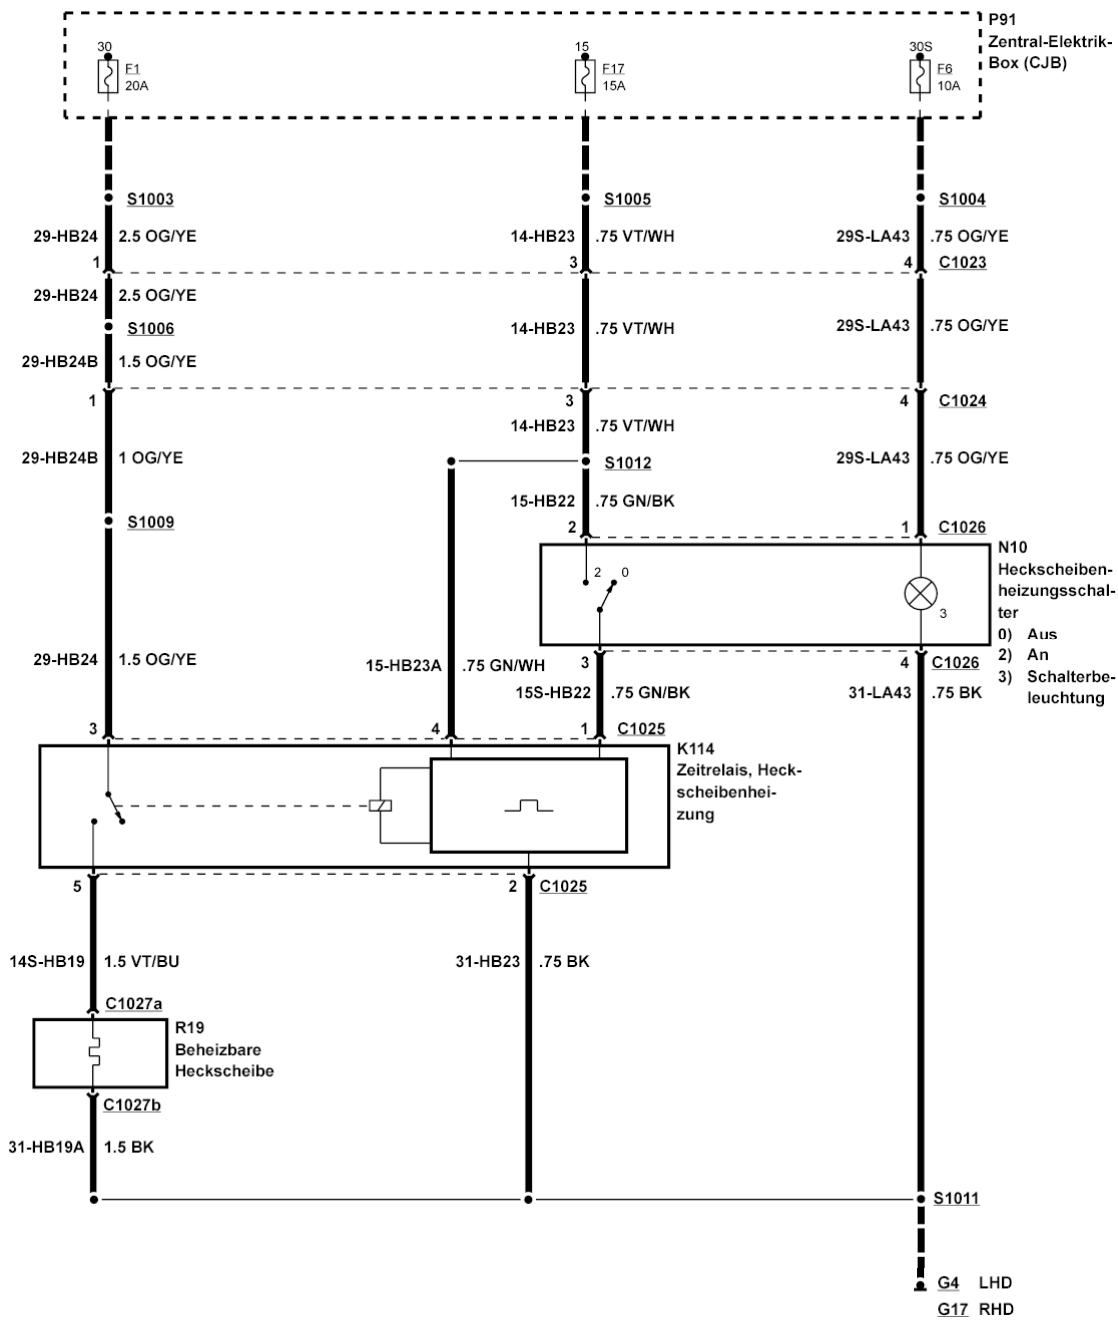 P91
Zentral-Elektrik-
Box (CJB)
30
F1
20A
15
F17
15A
30S
F6
10A
S1003
S1005
S1004
29-HB24 2.5 OG/YE
14-HB23 .75 VT/WH
29S-LA43 .75 OG/YE
1
3
4 C1023
29-HB24 2.5 OG/YE
S1006
14-HB23 .75 VT/WH
29S-LA43 .75 OG/YE
29-HB24B 1.5 OG/YE
1
3
4 C1024
14-HB23 .75 VT/WH
29-HB24B 1 OG/YE
S1012
29S-LA43 .75 OG/YE
15-HB22 .75 GN/BK
S1009
2
1 C1026
N10
Heckscheiben-
heizungsschal-
ter
0) Aus
2) An
3) Schalterbe-
leuchtung
2 0
3
29-HB24 1.5 OG/YE
15-HB23A .75 GN/WH
3
4 C1026
15S-HB22 .75 GN/BK
31-LA43 .75 BK
3
4
1 C1025
K114
Zeitrelais, Heck-
scheibenhei-
zung
5
2 C1025
14S-HB19 1.5 VT/BU
31-HB23 .75 BK
C1027a
R19
Beheizbare
Heckscheibe
C1027b
31-HB19A 1.5 BK
S1011
G4 LHD
G17 RHD